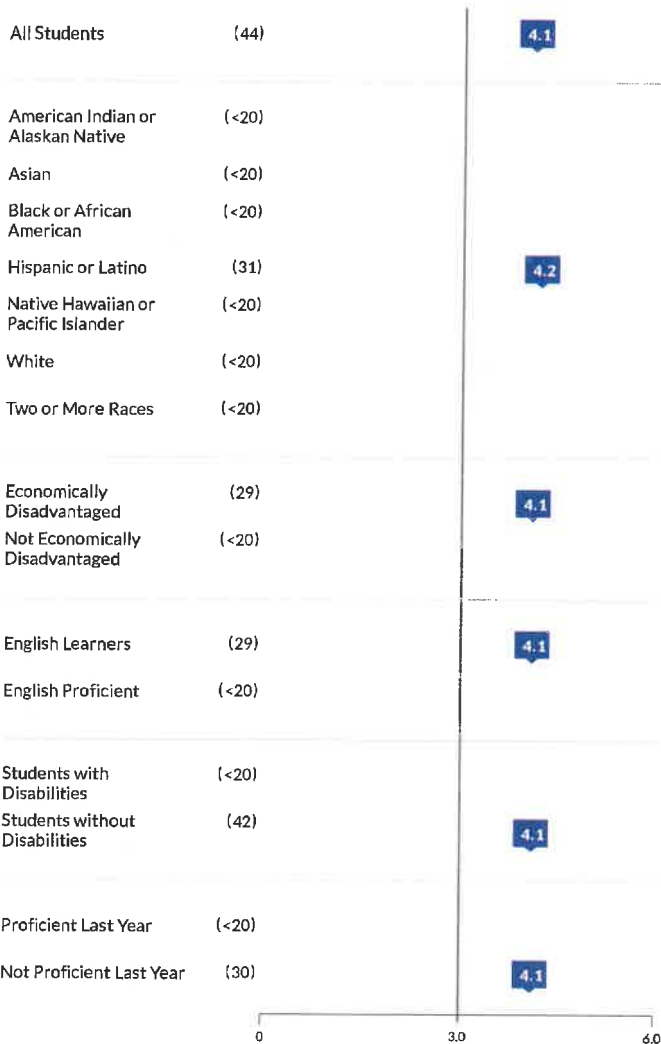 All Students (44) 4.1
American Indian or (<20)
Alaskan Native
Asian (<20)
Black or African (<20)
American
Hispanic or Latino (31) 4.2
Native Hawaiian or (<20)
Pacific Islander
White (<20)
Two or More Races (<20)
Economically (29) 4.1
Disadvantaged
Not Economically (<20)
Disadvantaged
English Learners (29) 4.1
English Proficient (<20)
Students with (<20)
Disabilities
Students without (42) 4.1
Disabilities
Proficient Last Year (<20)
Not Proficient Last Year (30) 4.1
0 3.0 6.0